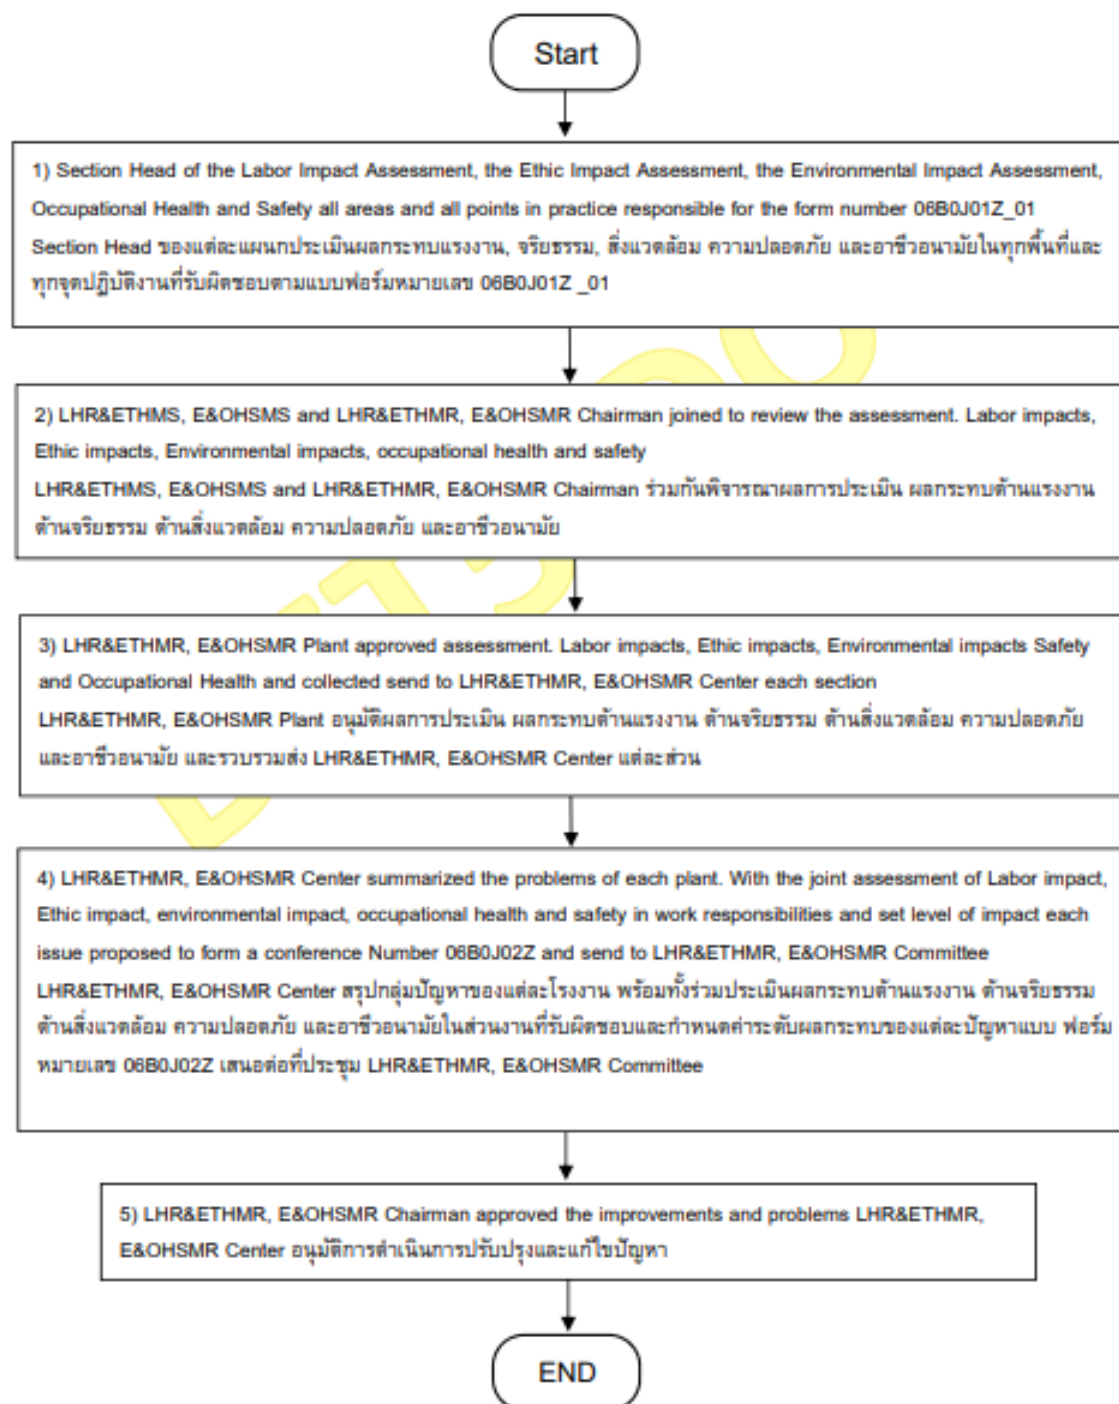 Start
1) Section Head of the Labor Impact Assessment, the Ethic Impact Assessment, the Environmental Impact Assessment,
Occupational Health and Safety all areas and all points in practice responsible for the form number 06B0J01Z_01
Section Head ของแต่ละแผนกประเมินผลกระทบแรงงาน, จริยธรรม, สิ่งแวดล้อม ความปลอดภัย และอาชีวอนามัยในทุกพื้นที่และ
ทุกจุดปฏิบัติงานที่รับผิดชอบตามแบบฟอร์มหมายเลข 06B0J01Z _01
2) LHR&ETHMS, E&OHSMS and LHR&ETHMR, E&OHSMR Chairman joined to review the assessment. Labor impacts,
Ethic impacts, Environmental impacts, occupational health and safety
LHR&ETHMS, E&OHSMS and LHR&ETHMR, E&OHSMR Chairman ร่วมกันพิจารณาผลการประเมิน ผลกระทบด้านแรงงาน
ด้านจริยธรรม ด้านสิ่งแวดล้อม ความปลอดภัย และอาชีวอนามัย
3) LHR&ETHMR, E&OHSMR Plant approved assessment. Labor impacts, Ethic impacts, Environmental impacts Safety
and Occupational Health and collected send to LHR&ETHMR, E&OHSMR Center each section
LHR&ETHMR, E&OHSMR Plant อนุมัติผลการประเมิน ผลกระทบด้านแรงงาน ด้านจริยธรรม ด้านสิ่งแวดล้อม ความปลอดภัย
และอาชีวอนามัย และรวบรวมส่ง LHR&ETHMR, E&OHSMR Center แต่ละส่วน
4) LHR&ETHMR, E&OHSMR Center summarized the problems of each plant. With the joint assessment of Labor impact,
Ethic impact, environmental impact, occupational health and safety in work responsibilities and set level of impact each
issue proposed to form a conference Number 06B0J02Z and send to LHR&ETHMR, E&OHSMR Committee
LHR&ETHMR, E&OHSMR Center สรุปกลุ่มปัญหาของแต่ละโรงงาน พร้อมทั้งร่วมประเมินผลกระทบด้านแรงงาน ด้านจริยธรรม
ด้านสิ่งแวดล้อม ความปลอดภัย และอาชีวอนามัยในส่วนงานที่รับผิดชอบและกำหนดค่าระดับผลกระทบของแต่ละปัญหาแบบ ฟอร์ม
หมายเลข 06B0J02Z เสนอต่อที่ประชุม LHR&ETHMR, E&OHSMR Committee
5) LHR&ETHMR, E&OHSMR Chairman approved the improvements and problems LHR&ETHMR,
E&OHSMR Center อนุมัติการดำเนินการปรับปรุงและแก้ไขปัญหา
END